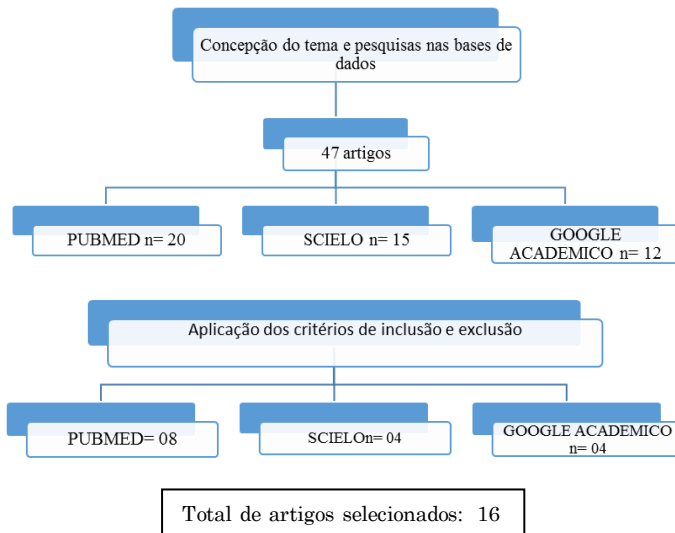 Concepção do tema e pesquisas nas bases de
dados
47 artigos
PUBMED n= 20
SCIELO n= 15
GOOGLE
ACADEMICO n= 12
Aplicação dos critérios de inclusão e exclusão
PUBMED= 08
SCIELOn= 04
GOOGLE ACADEMICO
n= 04
Total de artigos selecionados: 16